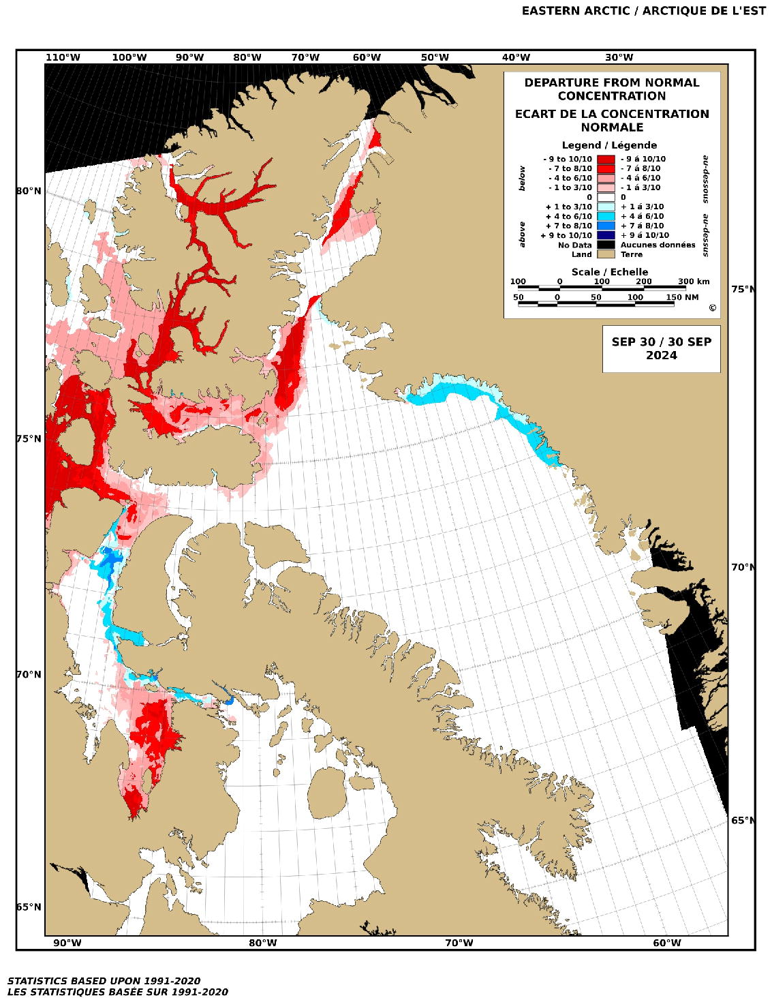 EASTERN ARCTIC / ARCTIQUE DE L'EST
110°W 100°W 90°W 80°W 70°W 60°W 50°W 40°W 30°W
DEPARTURE FROM NORMAL
CONCENTRATION
ECART DE LA CONCENTRATION
NORMALE
Legend / Légende
- 9 to 10/10 - 9 á 10/10
- 7 to 8/10 - 7 á 8/10
- 4 to 6/10 - 4 á 6/10
- 1 to 3/10 - 1 á 3/10
0 0
+ 1 to 3/10 + 1 á 3/10
+ 4 to 6/10 + 4 á 6/10
+ 7 to 8/10 + 7 á 8/10
+ 9 to 10/10 + 9 á 10/10
No Data Aucunes données
Land Terre
below
above
au-dessous
au-dessus
Scale / Echelle
100 0 100 200 300 km
50 0 50 100 150 NM
©
SEP 30 / 30 SEP
2024
80°N
75°N
75°N
70°N
70°N
65°N
65°N
90°W 80°W 70°W 60°W
STATISTICS BASED UPON 1991-2020
LES STATISTIQUES BASÉE SUR 1991-2020